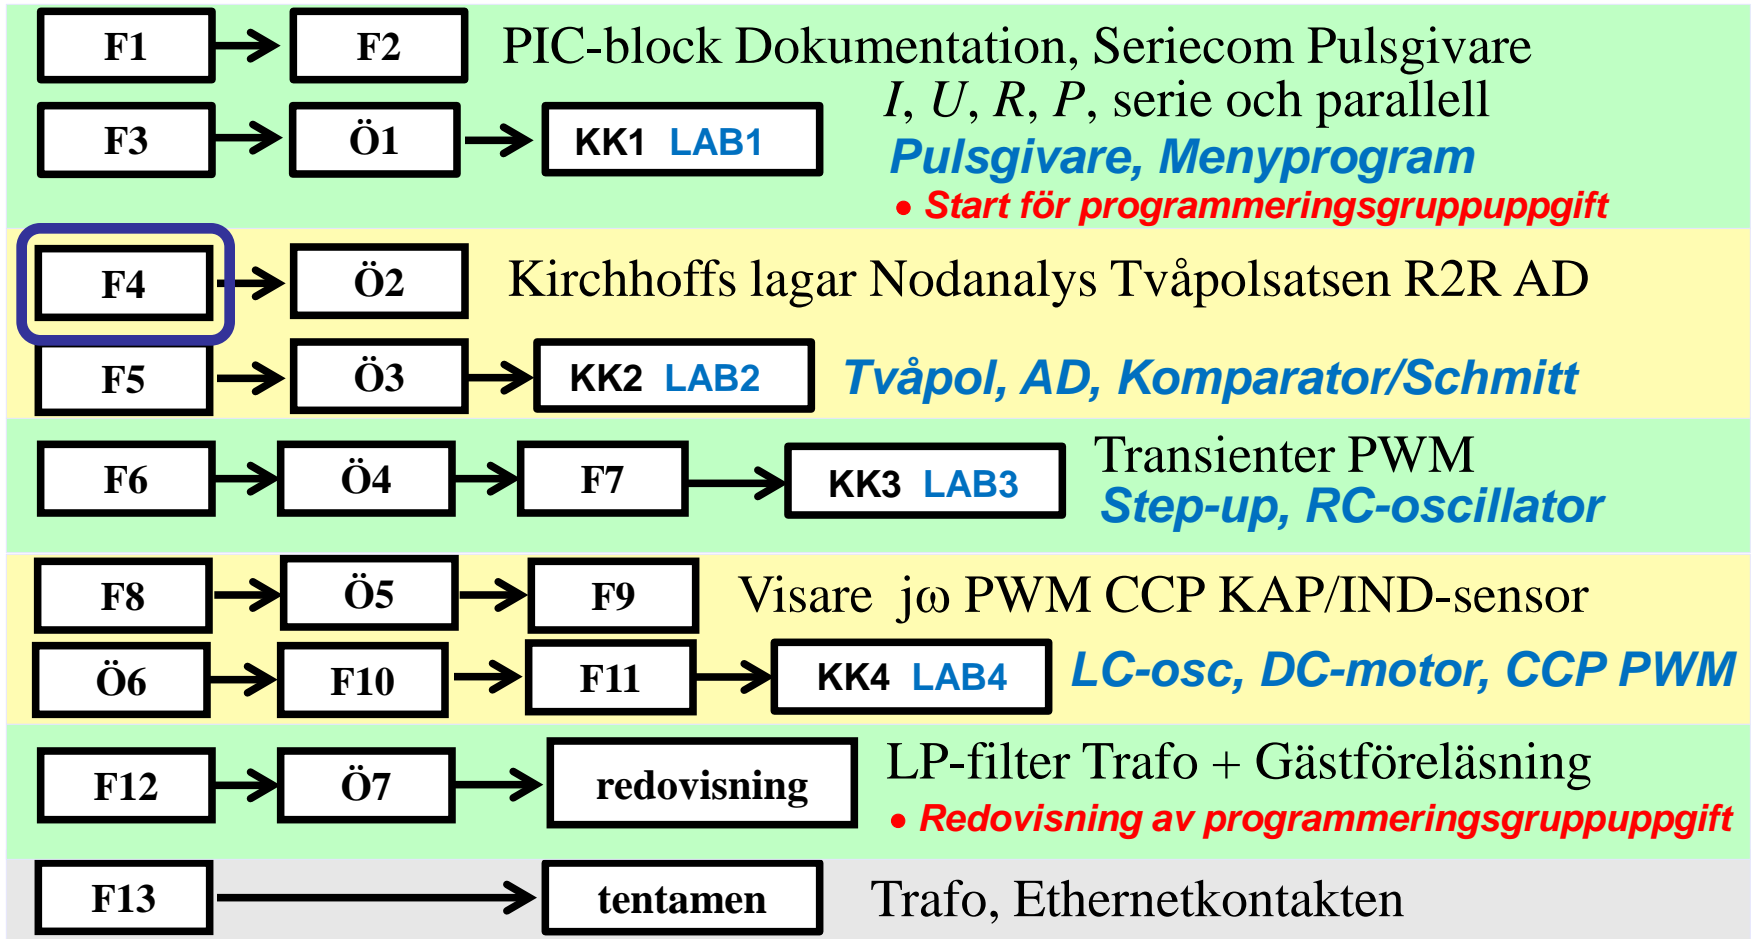 F1 F2 PIC-block Dokumentation, Seriecom Pulsgivare
I, U, R, P, serie och parallell
F3 Ö1 KK1 LAB1 Pulsgivare, Menyprogram
• Start för programmeringsgruppuppgift
F4 Ö2 Kirchhoffs lagar Nodanalys Tvåpolsatsen R2R AD
F5 Ö3 KK2 LAB2 Tvåpol, AD, Komparator/Schmitt
F6 Ö4 F7 KK3 LAB3 Transienter PWM
Step-up, RC-oscillator
F8 Ö5 F9 Visare jω PWM CCP KAP/IND-sensor
Ö6 F10 F11 KK4 LAB4 LC-osc, DC-motor, CCP PWM
F12 Ö7 redovisning LP-filter Trafo + Gästföreläsning
• Redovisning av programmeringsgruppuppgift
F13 tentamen Trafo, Ethernetkontakten